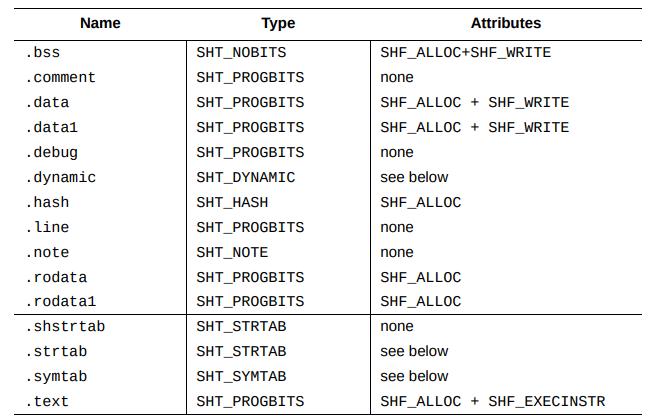 Name Type Attributes
.bss SHT_NOBITS SHF_ALLOC+SHF_WRITE
.comment SHT_PROGBITS none
.data SHT_PROGBITS SHF_ALLOC + SHF_WRITE
.data1 SHT_PROGBITS SHF_ALLOC + SHF_WRITE
.debug SHT_PROGBITS none
.dynamic SHT_DYNAMIC see below
.hash SHT_HASH SHF_ALLOC
.line SHT_PROGBITS none
.note SHT_NOTE none
.rodata SHT_PROGBITS SHF_ALLOC
.rodata1 SHT_PROGBITS SHF_ALLOC
.shstrtab SHT_STRTAB none
.strtab SHT_STRTAB see below
.symtab SHT_SYMTAB see below
.text SHT_PROGBITS SHF_ALLOC + SHF_EXECINSTR